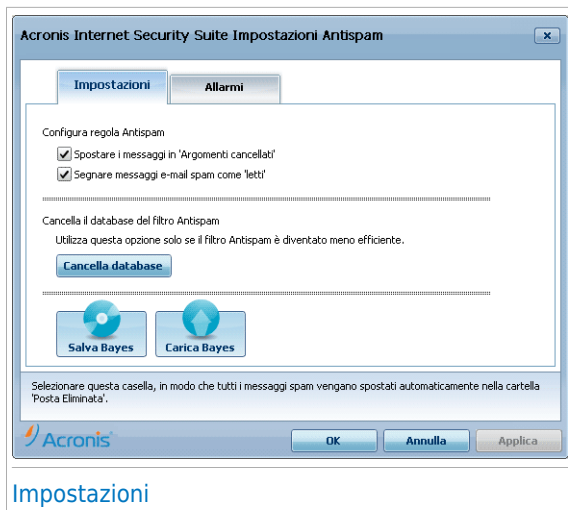 Acronis Internet Security Suite Impostazioni Antispam
Impostazioni
Allarmi
Configura regola Antispam
Spostare i messaggi in 'Argomenti cancellati'
Segnare messaggi e-mail spam come 'letti'
Cancella il database del filtro Antispam
Utilizza questa opzione solo se il filtro Antispam è diventato meno efficiente.
Cancella database
Salva Bayes
Carica Bayes
Selezionare questa casella, in modo che tutti i messaggi spam vengano spostati automaticamente nella cartella
'Posta Eliminata'.
Acronis
OK
Annulla
Applica
Impostazioni